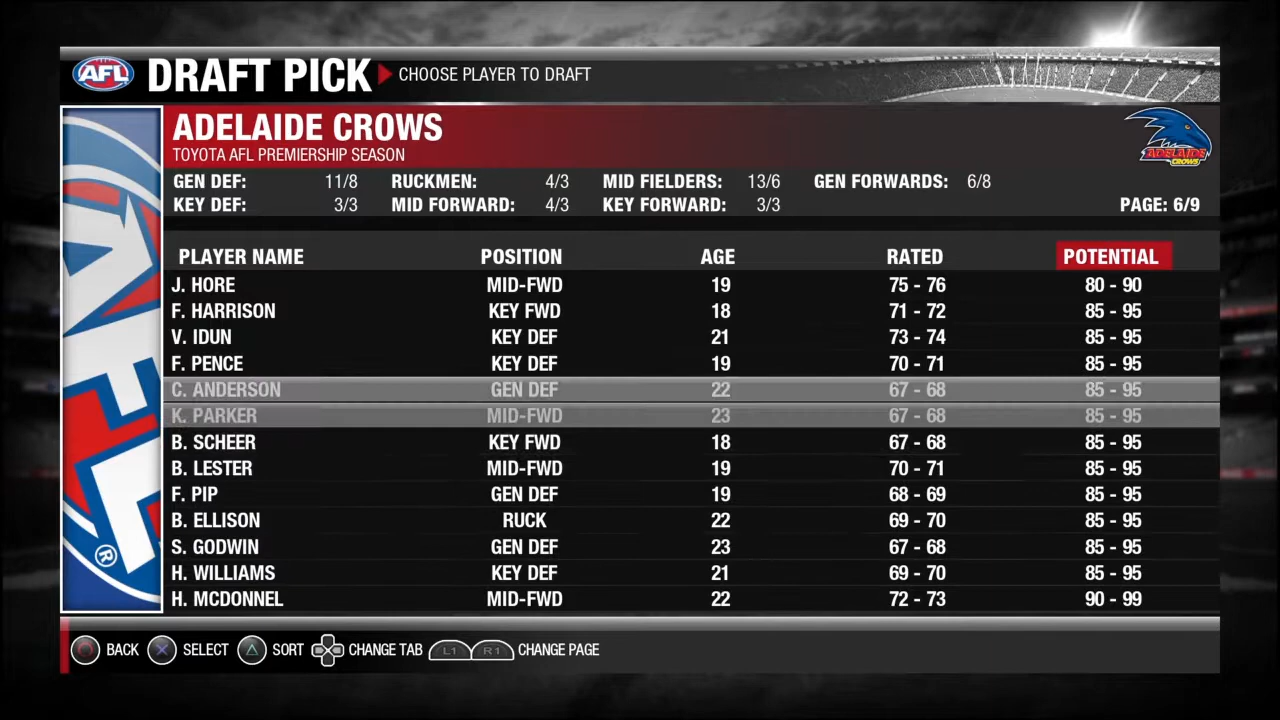 AFL DRAFT PICK CHOOSE PLAYER TO DRAFT
ADELAIDE CROWS
TOYOTA AFL PREMIERSHIP SEASON
ADELAIDE CROWS
GEN DEF: 11/8 RUCKMEN: 4/3 MID FIELDERS: 13/6 GEN FORWARDS: 6/8
KEY DEF: 3/3 MID FORWARD: 4/3 KEY FORWARD: 3/3 PAGE: 6/9
PLAYER NAME POSITION AGE RATED POTENTIAL
J. HORE MID-FWD 19 75 - 76 80 - 90
F. HARRISON KEY FWD 18 71 - 72 85 - 95
V. IDUN KEY DEF 21 73 - 74 85 - 95
F. PENCE KEY DEF 19 70 - 71 85 - 95
C. ANDERSON GEN DEF 22 67 - 68 85 - 95
K. PARKER MID-FWD 23 67 - 68 85 - 95
B. SCHEER KEY FWD 18 67 - 68 85 - 95
B. LESTER MID-FWD 19 70 - 71 85 - 95
F. PIP GEN DEF 19 68 - 69 85 - 95
B. ELLISON RUCK 22 69 - 70 85 - 95
S. GODWIN GEN DEF 23 67 - 68 85 - 95
H. WILLIAMS KEY DEF 21 69 - 70 85 - 95
H. MCDONNEL MID-FWD 22 72 - 73 90 - 99
AFL ®
BACK SELECT SORT CHANGE TAB L1 R1 CHANGE PAGE